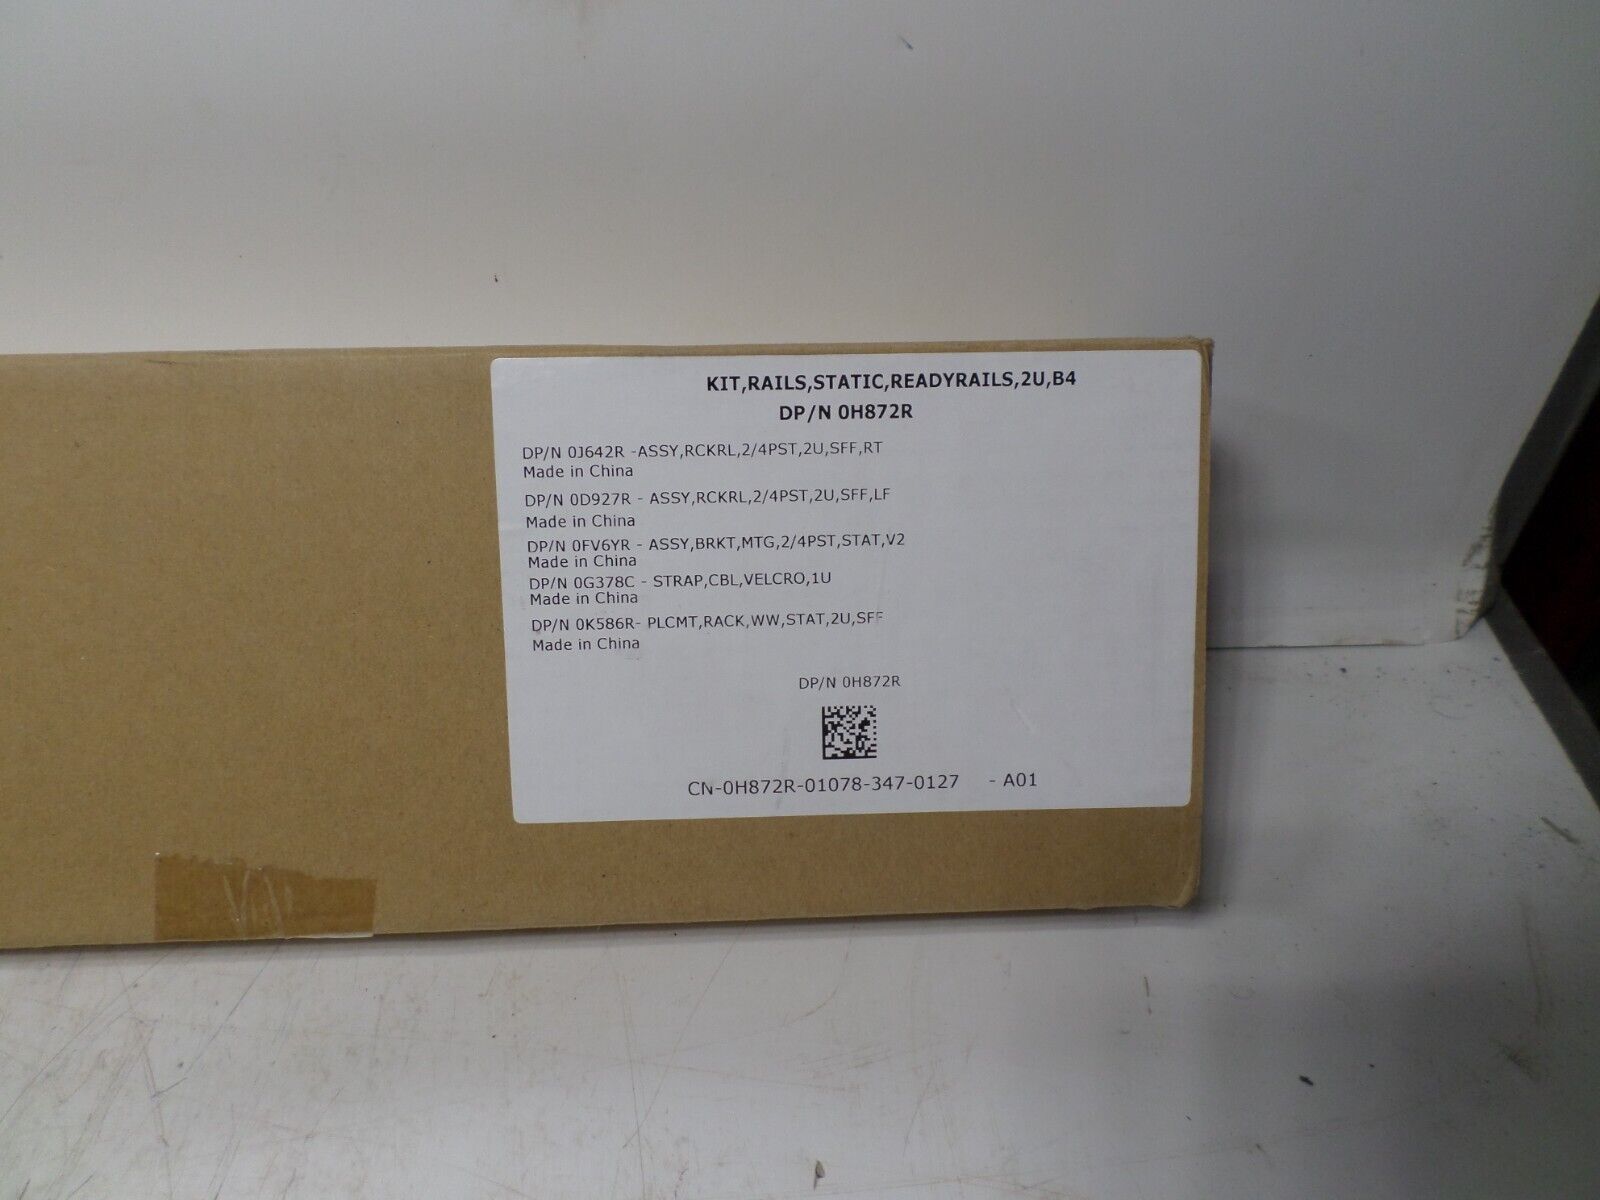 KIT,RAILS,STATIC,READYRAILS,2U,B4
DP/N 0H872R
DP/N 0J642R -ASSY,RCKRL,2/4PST,2U,SFF,RT
Made in China
DP/N 0D927R - ASSY,RCKRL,2/4PST,2U,SFF,LF
Made in China
DP/N 0FV6YR - ASSY,BRKT,MTG,2/4PST,STAT,V2
Made in China
DP/N 0G378C - STRAP,CBL,VELCRO,1U
Made in China
DP/N 0K586R- PLCMT,RACK,WW,STAT,2U,SFF
Made in China
DP/N 0H872R
CN-0H872R-01078-347-0127 - A01